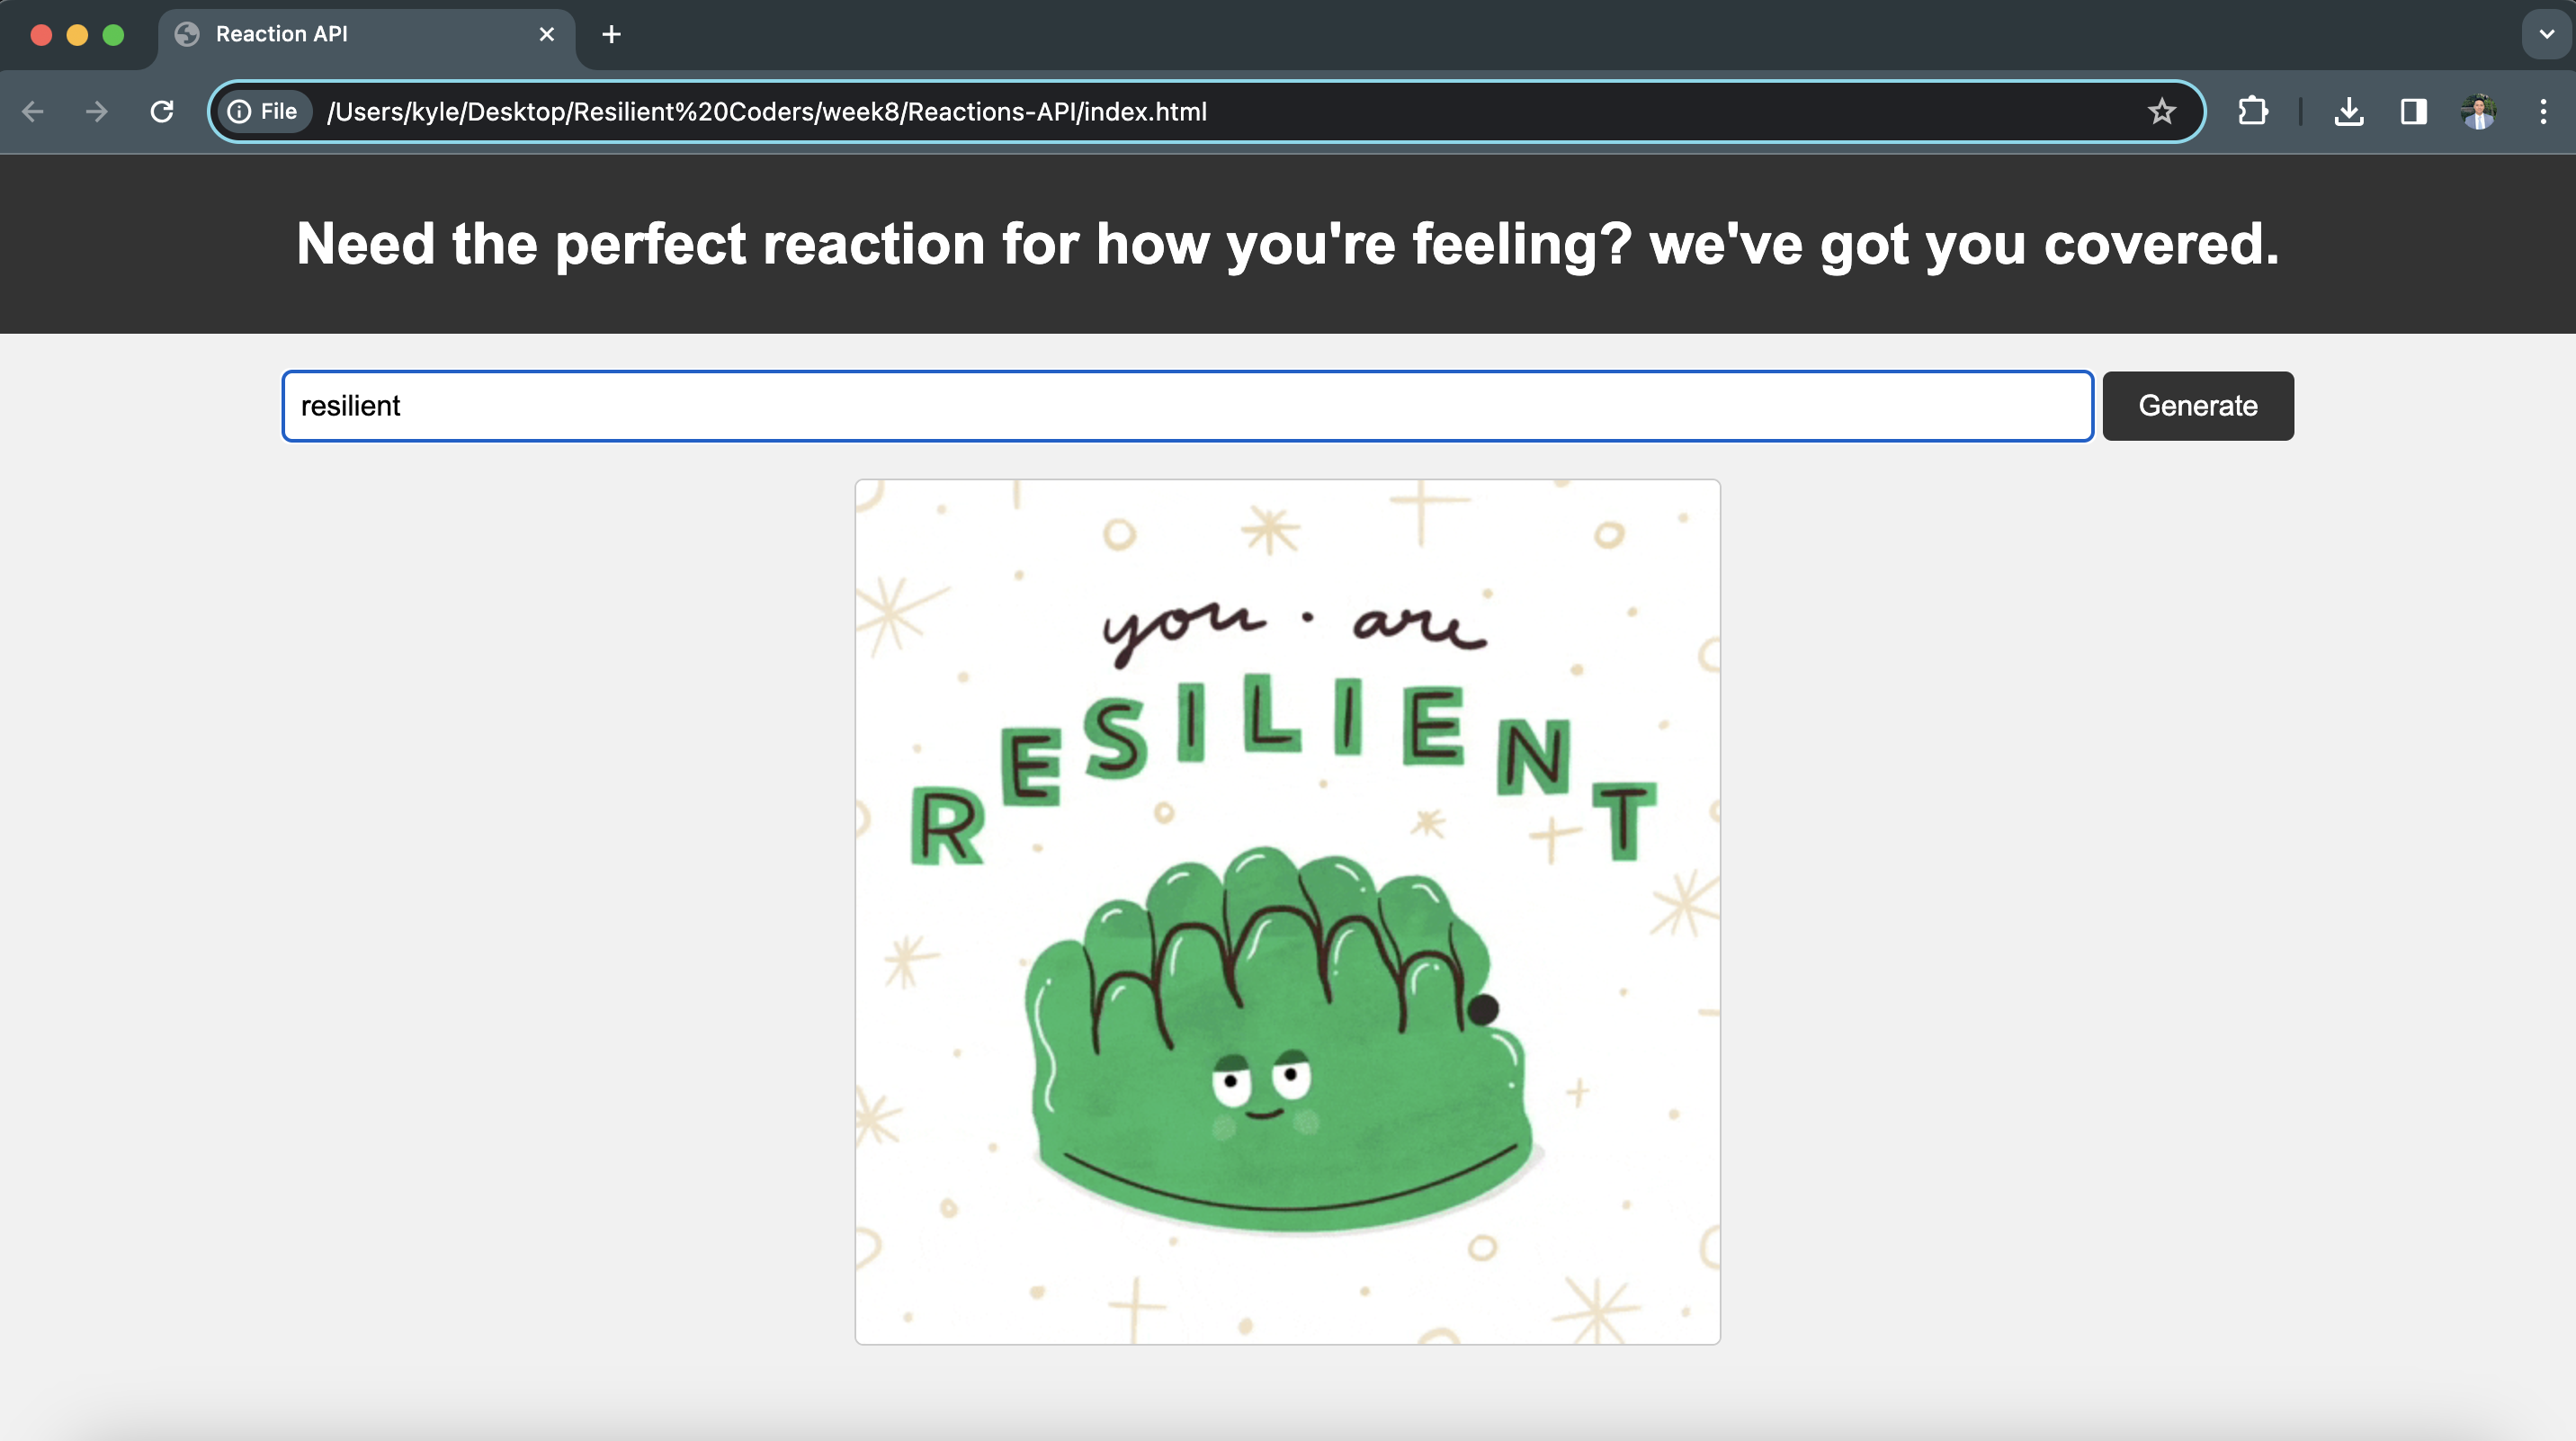 Reaction API
File /Users/kyle/Desktop/Resilient%20Coders/week8/Reactions-API/index.html
Need the perfect reaction for how you're feeling? we've got you covered.
resilient
Generate
you · are
RESILIENT